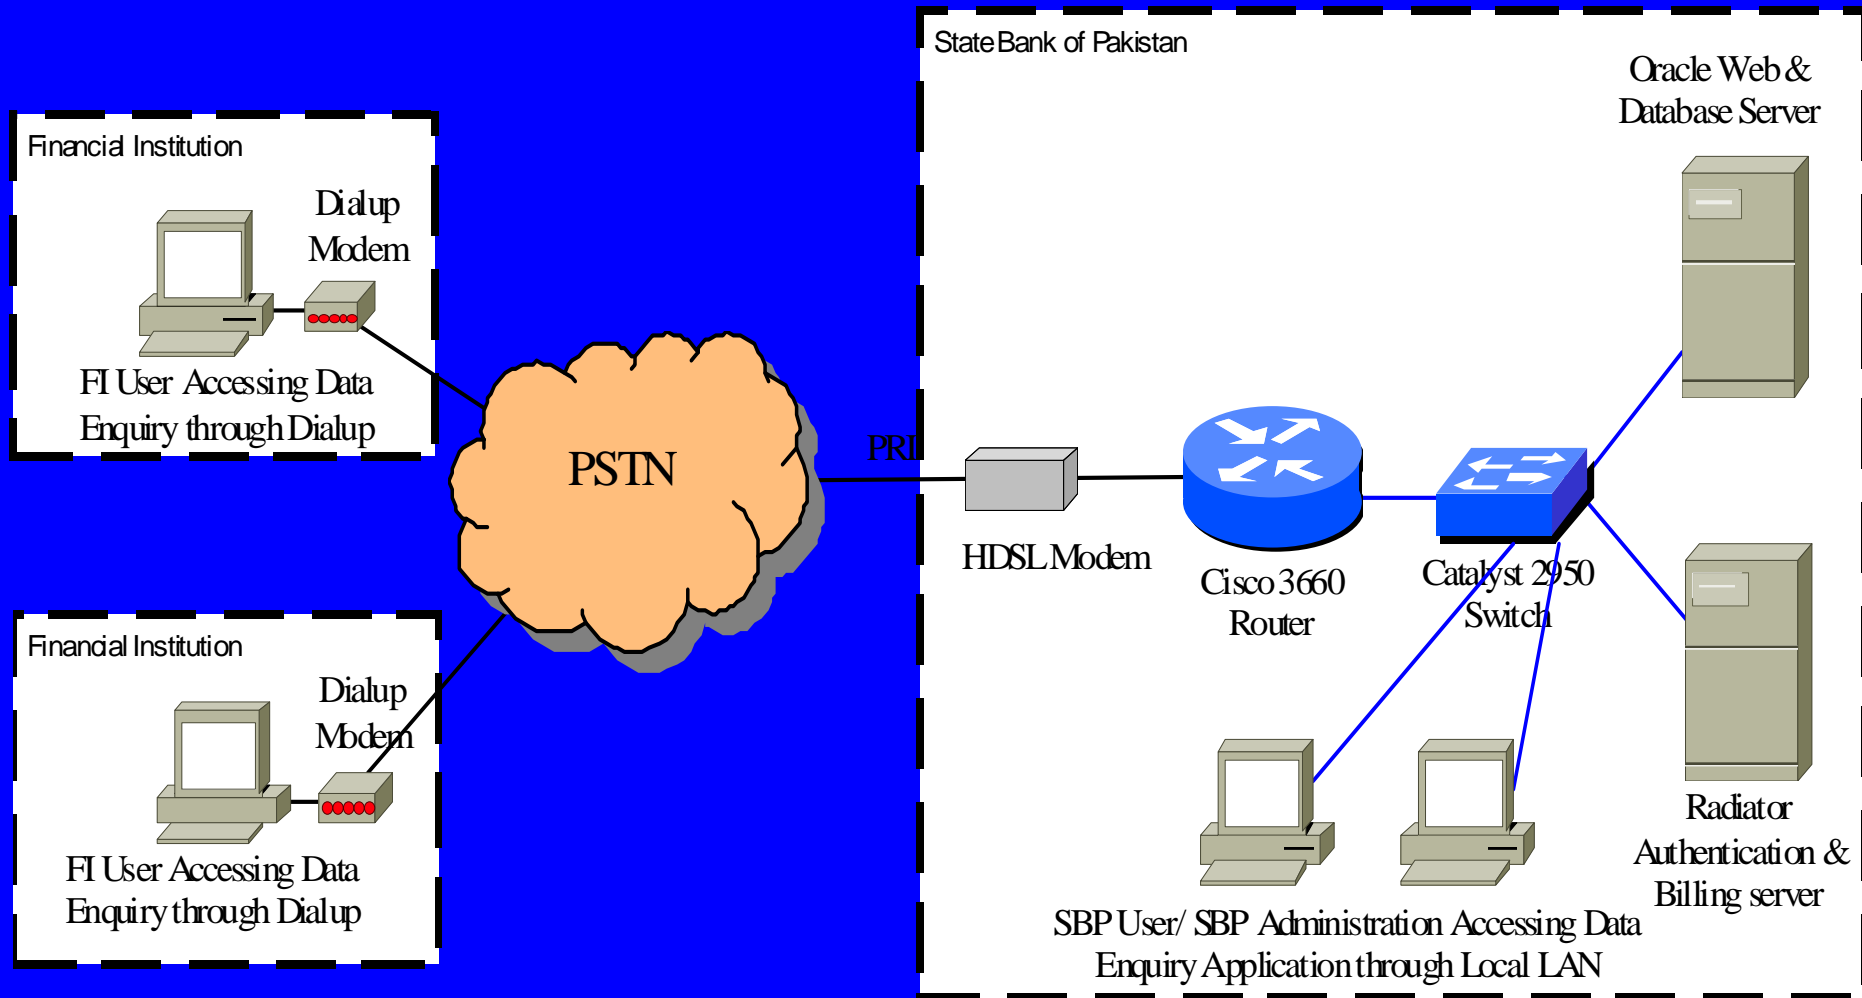 State Bank of Pakistan
Oracle Web &
Database Server
Financial Institution
Dialup
Modem
FI User Accessing Data
Enquiry through Dialup
PSTN
PRI
HDSL Modem
Cisco 3660
Router
Catalyst 2950
Switch
Financial Institution
Dialup
Modem
FI User Accessing Data
Enquiry through Dialup
Radiator
Authentication &
Billing server
SBP User/ SBP Administration Accessing Data
Enquiry Application through Local LAN